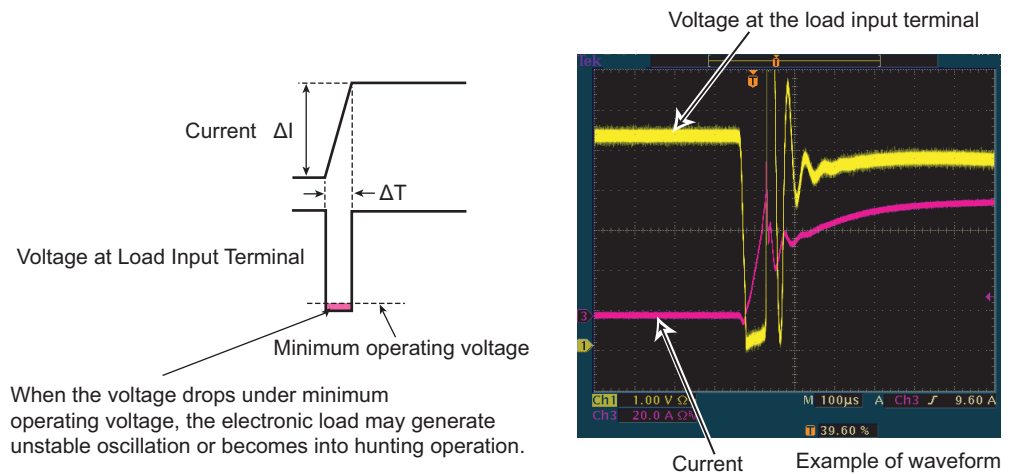 Voltage at the load input terminal
Current ΔI
ΔT
Voltage at Load Input Terminal
Minimum operating voltage
When the voltage drops under minimum
operating voltage, the electronic load may generate
unstable oscillation or becomes into hunting operation.
Tek
T
T
3
1
Ch1 1.00 V Ω M 100µs A Ch3 9.60 A
Ch3 20.0 A Ω
T 39.60 %
Current
Example of waveform